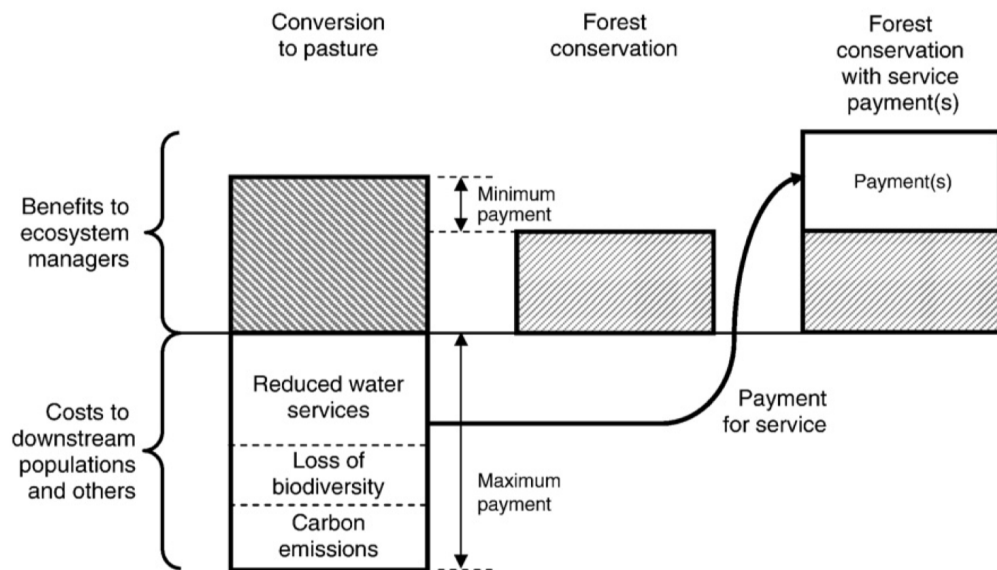 Conversion
to pasture
Forest
conservation
Forest
conservation
with service
payment(s)
Benefits to
ecosystem
managers
Minimum
payment
Payment(s)
Costs to
downstream
populations
and others
Reduced water
services
Loss of
biodiversity
Carbon
emissions
Maximum
payment
Payment
for service